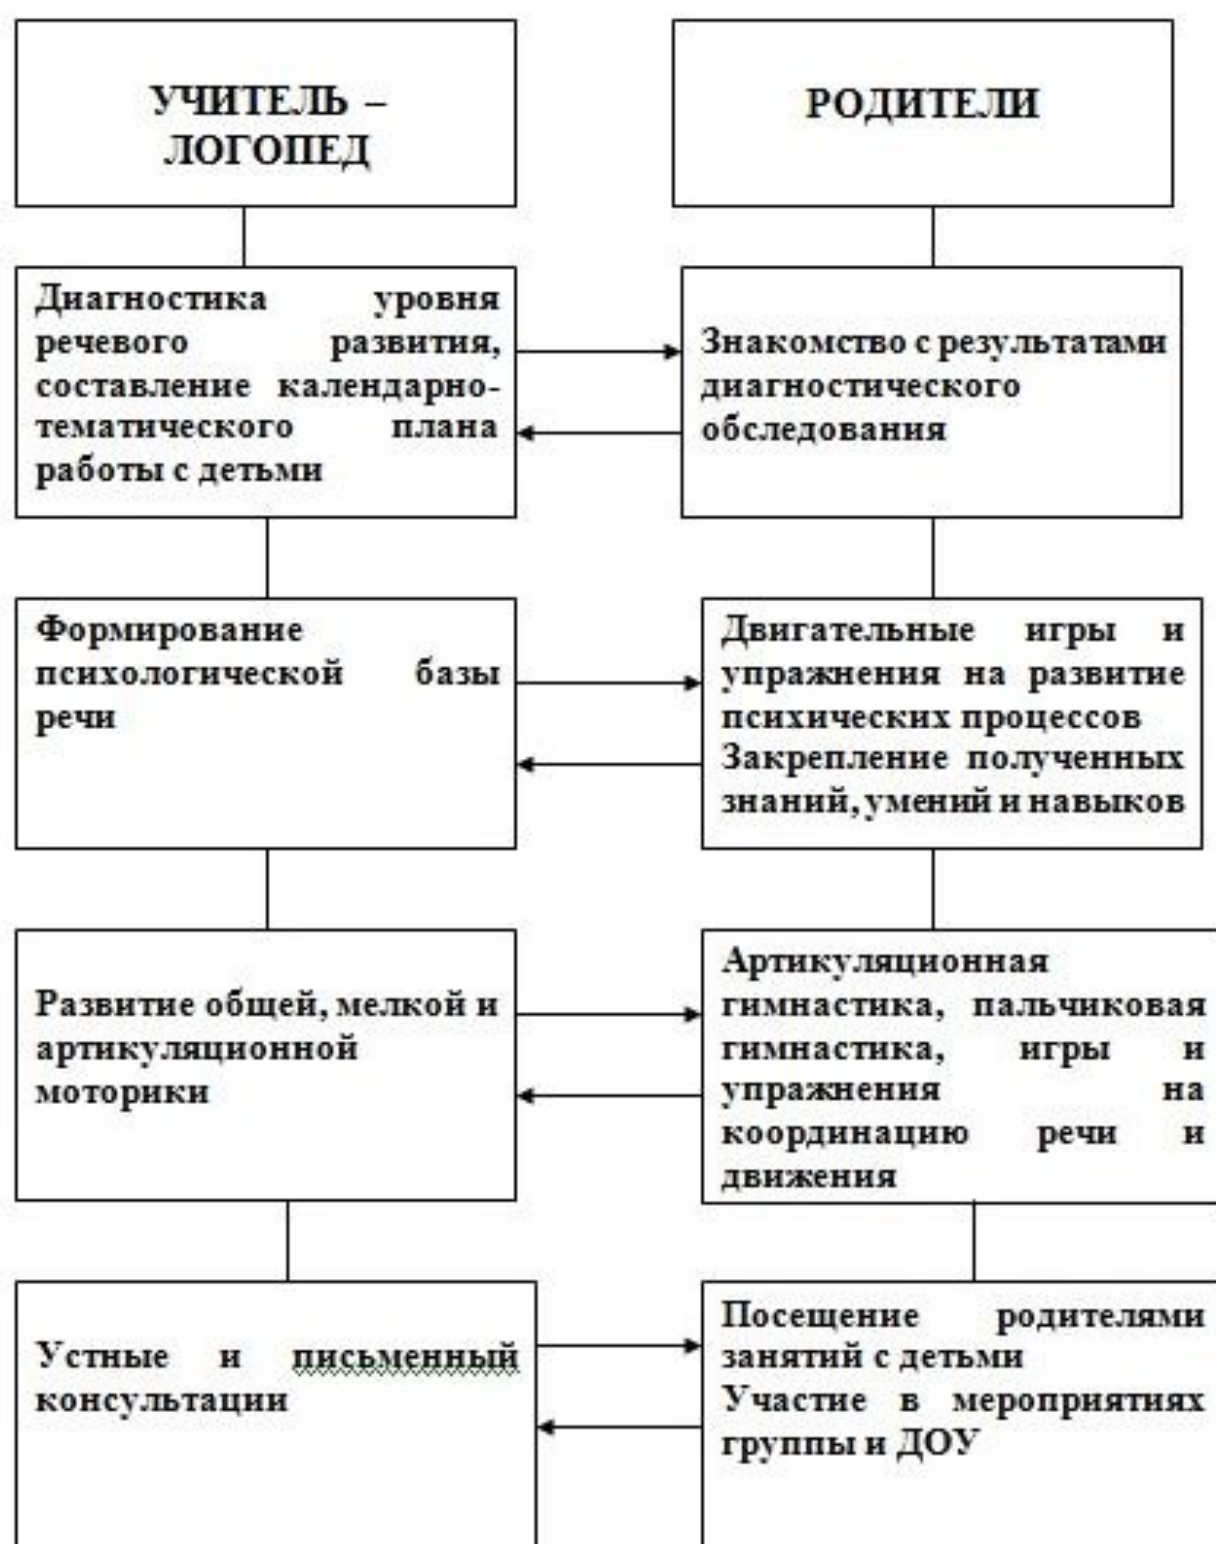 УЧИТЕЛЬ –
ЛОГОПЕД
РОДИТЕЛИ
Диагностика уровня
речевого развития,
составление календарно-
тематического плана
работы с детьми
Знакомство с результатами
диагностического
обследования
Формирование
психологической базы
речи
Двигательные игры и
упражнения на развитие
психических процессов
Закрепление полученных
знаний, умений и навыков
Развитие общей, мелкой и
артикуляционной
моторики
Артикуляционная
гимнастика, пальчиковая
гимнастика, игры и
упражнения на
координацию речи и
движения
Устные и письменный
консультации
Посещение родителями
занятий с детьми
Участие в мероприятиях
группы и ДОУ